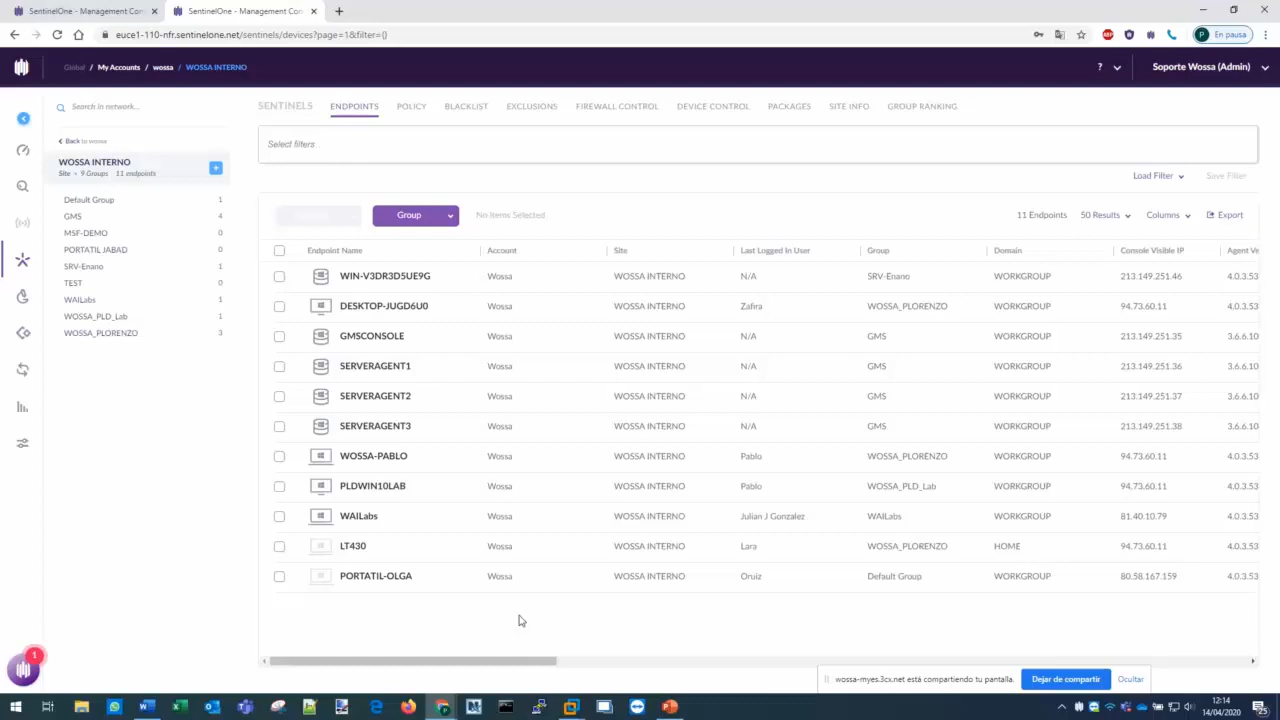 SentinelOne - Management Con
SentinelOne - Management Con
euce1-110-nfr.sentinelone.net/sentinels/devices?page=1&filter={}
ABP
P En pausa
Global / My Accounts / wossa / WOSSA INTERNO
? Soporte Wossa (Admin)
Search in network...
SENTINELS ENDPOINTS POLICY BLACKLIST EXCLUSIONS FIREWALL CONTROL DEVICE CONTROL PACKAGES SITE INFO GROUP RANKING
Back to wossa
Select filters...
WOSSA INTERNO
Site 9 Groups 11 endpoints
Load Filter Save Filter
Default Group 1
GMS 4
MSF-DEMO 0
PORTATIL JABAD 0
SRV-Enano 1
TEST 0
WAILabs 1
WOSSA_PLD_Lab 1
WOSSA_PLORENZO 3
Group No Items Selected 11 Endpoints 50 Results Columns Export
Endpoint Name Account Site Last Logged In User Group Domain Console Visible IP Agent Ve
WIN-V3DR3D5UE9G Wossa WOSSA INTERNO N/A SRV-Enano WORKGROUP 213.149.251.46 4.0.3.53
DESKTOP-JUGD6U0 Wossa WOSSA INTERNO Zafira WOSSA_PLORENZO WORKGROUP 94.73.60.11 4.0.3.53
GMSCONSOLE Wossa WOSSA INTERNO N/A GMS WORKGROUP 213.149.251.35 3.6.6.10
SERVERAGENT1 Wossa WOSSA INTERNO N/A GMS WORKGROUP 213.149.251.36 3.6.6.10
SERVERAGENT2 Wossa WOSSA INTERNO N/A GMS WORKGROUP 213.149.251.37 3.6.6.10
SERVERAGENT3 Wossa WOSSA INTERNO N/A GMS WORKGROUP 213.149.251.38 3.6.6.10
WOSSA-PABLO Wossa WOSSA INTERNO Pablo WOSSA_PLORENZO WORKGROUP 94.73.60.11 4.0.3.53
PLDWIN10LAB Wossa WOSSA INTERNO Pablo WOSSA_PLD_Lab WORKGROUP 94.73.60.11 4.0.3.53
WAILabs Wossa WOSSA INTERNO Julian J Gonzalez WAILabs WORKGROUP 81.40.10.79 4.0.3.53
LT430 Wossa WOSSA INTERNO Lara WOSSA_PLORENZO HOME 94.73.60.11 4.0.3.53
PORTATIL-OLGA Wossa WOSSA INTERNO Oruiz Default Group WORKGROUP 80.58.167.159 4.0.3.53
1
wossa-myes.3cx.net está compartiendo tu pantalla. Dejar de compartir Ocultar
12:14
14/04/2020
25